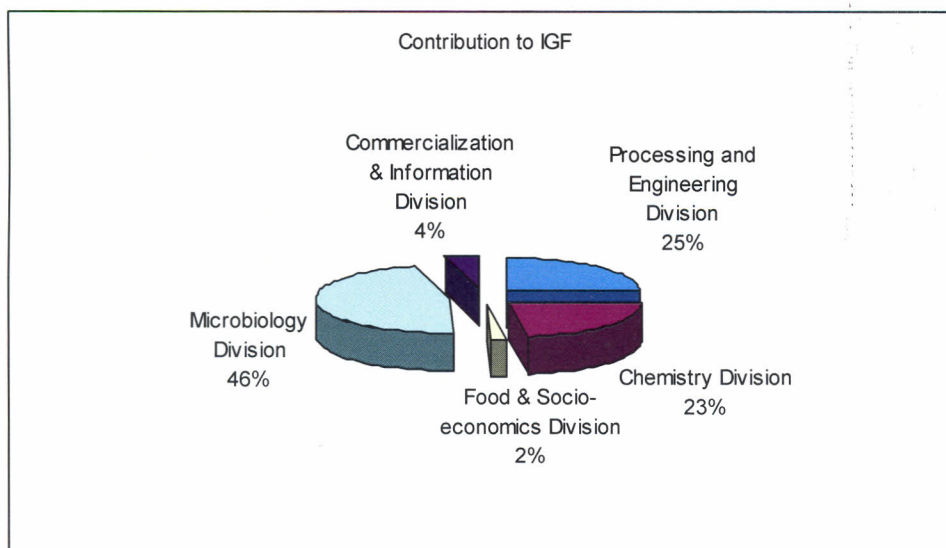 Contribution to IGF
Commercialization
& Information
Division
4%
Processing and
Engineering
Division
25%
Microbiology
Division
46%
Chemistry Division
23%
Food & Socio-
economics Division
2%